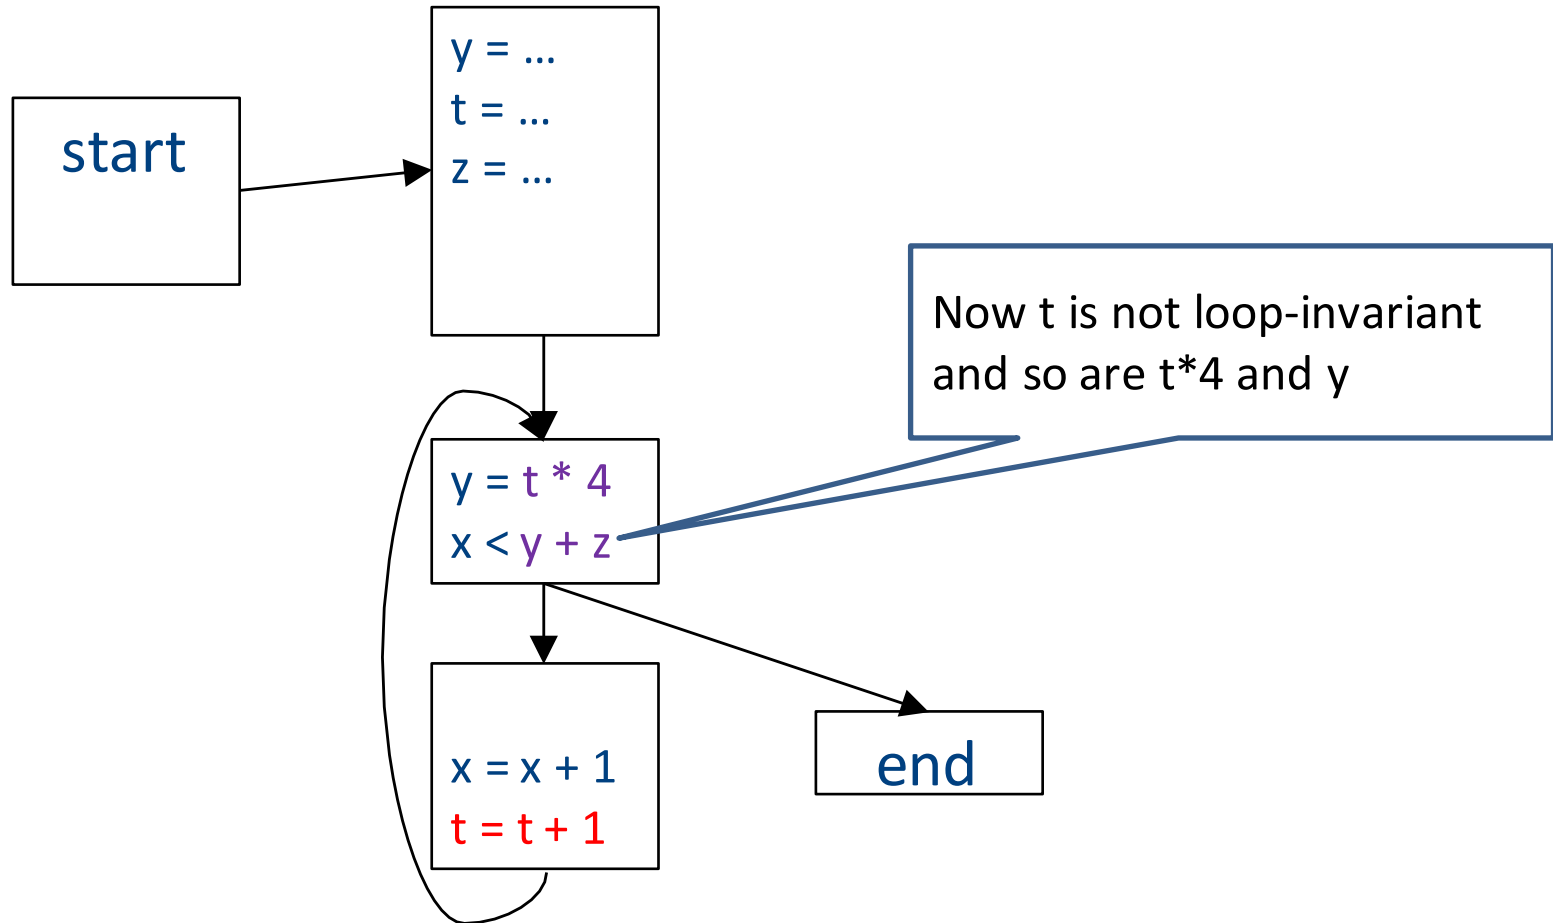 start
y = …
t = …
z = …
Now t is not loop-invariant
and so are t*4 and y
y = t * 4
x < y + z
x = x + 1
t = t + 1
end